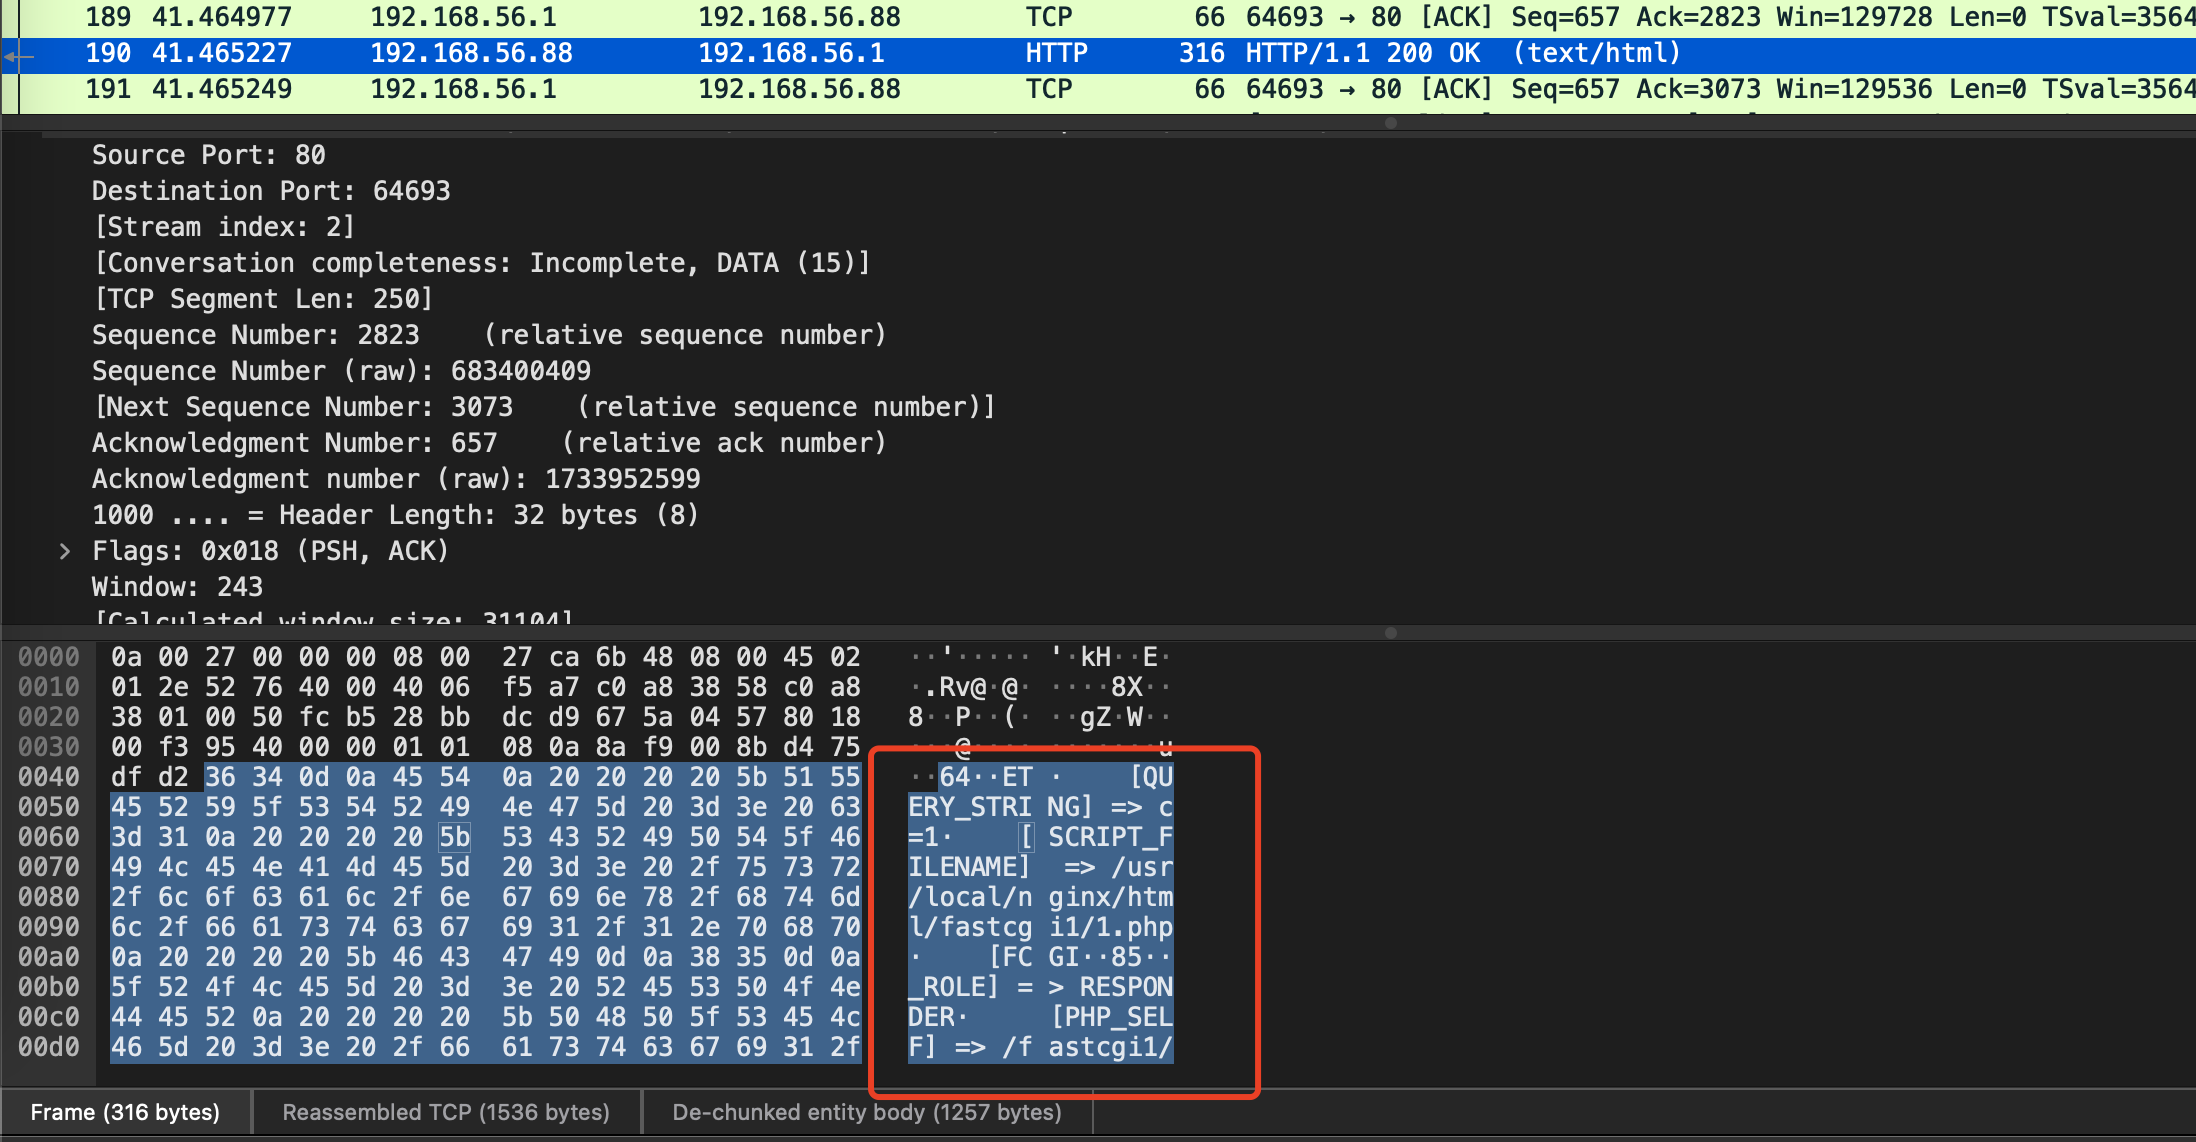 189 41.464977 192.168.56.1 192.168.56.88 TCP 66 64693 → 80 [ACK] Seq=657 Ack=2823 Win=129728 Len=0 TSval=3564
190 41.465227 192.168.56.88 192.168.56.1 HTTP 316 HTTP/1.1 200 OK (text/html)
191 41.465249 192.168.56.1 192.168.56.88 TCP 66 64693 → 80 [ACK] Seq=657 Ack=3073 Win=129536 Len=0 TSval=3564
Source Port: 80
Destination Port: 64693
[Stream index: 2]
[Conversation completeness: Incomplete, DATA (15)]
[TCP Segment Len: 250]
Sequence Number: 2823 (relative sequence number)
Sequence Number (raw): 683400409
[Next Sequence Number: 3073 (relative sequence number)]
Acknowledgment Number: 657 (relative ack number)
Acknowledgment number (raw): 1733952599
1000 .... = Header Length: 32 bytes (8)
> Flags: 0x018 (PSH, ACK)
Window: 243
[Calculated window size: 31104]
0000 0a 00 27 00 00 00 08 00 27 ca 6b 48 08 00 45 02 ··'····· '·kH··E·
0010 01 2e 52 76 40 00 40 06 f5 a7 c0 a8 38 58 c0 a8 ·.Rv@·@· ····8X··
0020 38 01 00 50 fc b5 28 bb dc d9 67 5a 04 57 80 18 8··P··(· ··gZ·W··
0030 00 f3 95 40 00 00 01 01 08 0a 8a f9 00 8b d4 75 ···@···· ·······u
0040 df d2 36 34 0d 0a 45 54 0a 20 20 20 20 5b 51 55 ··64··ET ·    [QU
0050 45 52 59 5f 53 54 52 49 4e 47 5d 20 3d 3e 20 63 ERY_STRI NG] => c
0060 3d 31 0a 20 20 20 20 5b 53 43 52 49 50 54 5f 46 =1·    [ SCRIPT_F
0070 49 4c 45 4e 41 4d 45 5d 20 3d 3e 20 2f 75 73 72 ILENAME]  => /usr
0080 2f 6c 6f 63 61 6c 2f 6e 67 69 6e 78 2f 68 74 6d /local/n ginx/htm
0090 6c 2f 66 61 73 74 63 67 69 31 2f 31 2e 70 68 70 l/fastcg i1/1.php
00a0 0a 20 20 20 20 5b 46 43 47 49 0d 0a 38 35 0d 0a ·    [FC GI··85··
00b0 5f 52 4f 4c 45 5d 20 3d 3e 20 52 45 53 50 4f 4e _ROLE] = > RESPON
00c0 44 45 52 0a 20 20 20 20 5b 50 48 50 5f 53 45 4c DER·     [PHP_SEL
00d0 46 5d 20 3d 3e 20 2f 66 61 73 74 63 67 69 31 2f F] => /f astcgi1/
Frame (316 bytes) Reassembled TCP (1536 bytes) De-chunked entity body (1257 bytes)